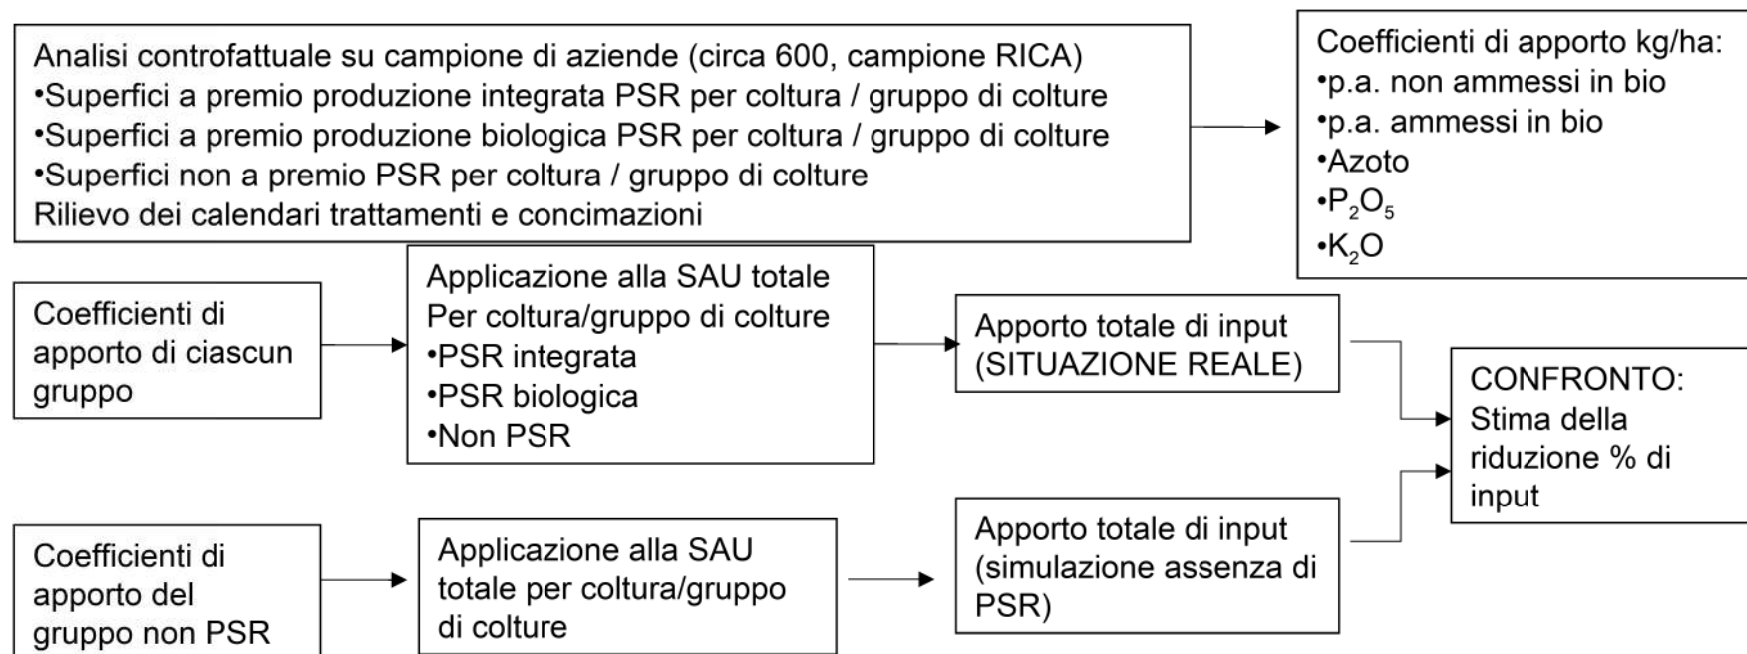 Analisi controfattuale su campione di aziende (circa 600, campione RICA)
•Superfici a premio produzione integrata PSR per coltura / gruppo di colture
•Superfici a premio produzione biologica PSR per coltura / gruppo di colture
•Superfici non a premio PSR per coltura / gruppo di colture
Rilievo dei calendari trattamenti e concimazioni
Coefficienti di apporto kg/ha:
•p.a. non ammessi in bio
•p.a. ammessi in bio
•Azoto
•P₂O₅
•K₂O
Coefficienti di
apporto di ciascun
gruppo
Applicazione alla SAU totale
Per coltura/gruppo di colture
•PSR integrata
•PSR biologica
•Non PSR
Apporto totale di input
(SITUAZIONE REALE)
CONFRONTO:
Stima della
riduzione % di
input
Coefficienti di
apporto del
gruppo non PSR
Applicazione alla SAU
totale per coltura/gruppo
di colture
Apporto totale di input
(simulazione assenza di
PSR)